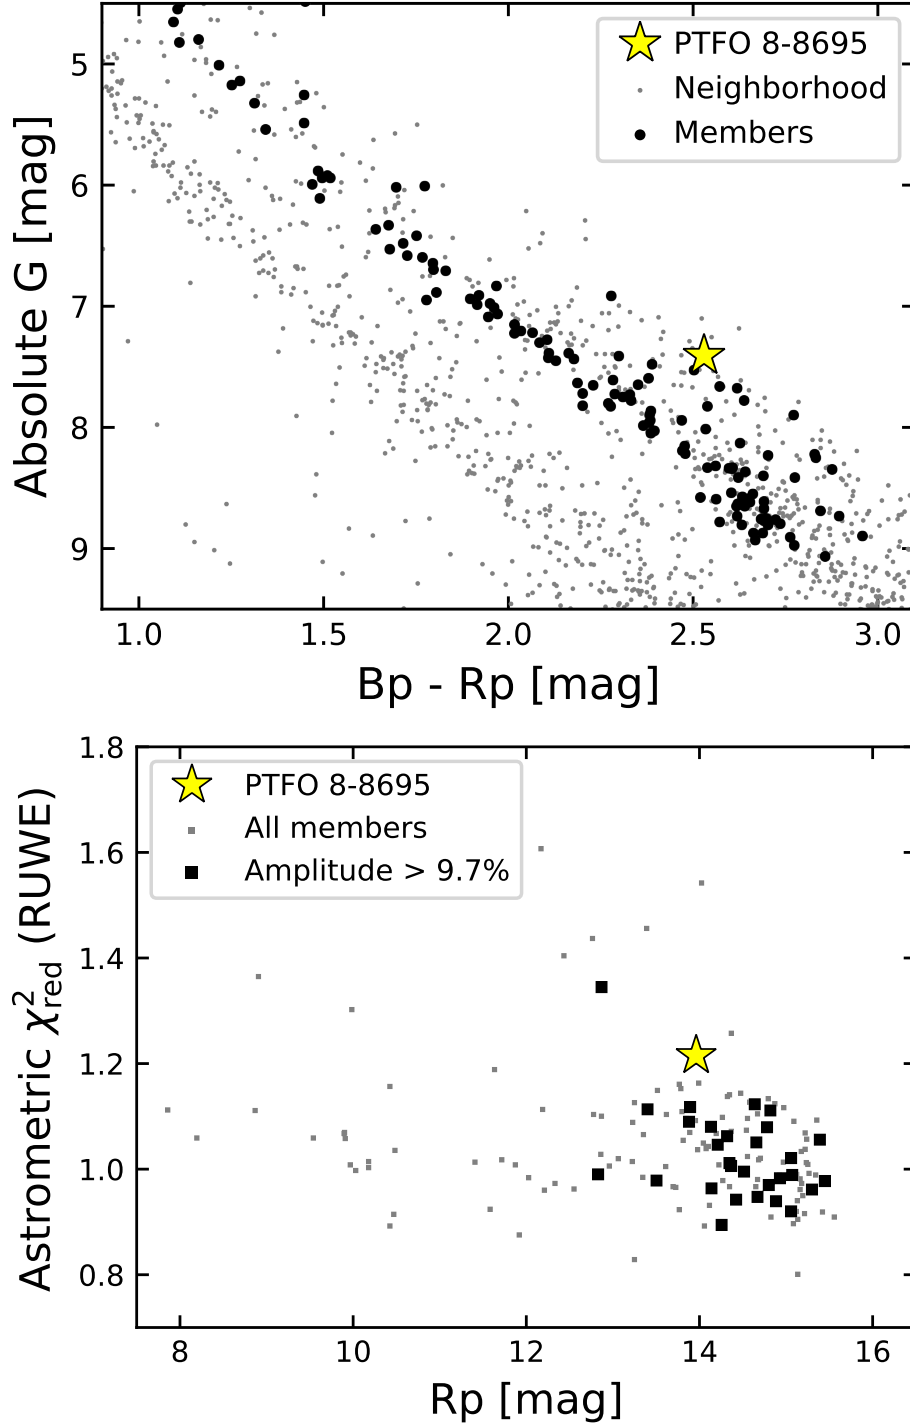 PTFO 8-8695
Neighborhood
Members
5
6
7
8
9
Absolute G [mag]
1.0 1.5 2.0 2.5 3.0
Bp - Rp [mag]
PTFO 8-8695
All members
Amplitude > 9.7%
1.8
1.6
1.4
1.2
1.0
0.8
Astrometric χ²red (RUWE)
8 10 12 14 16
Rp [mag]